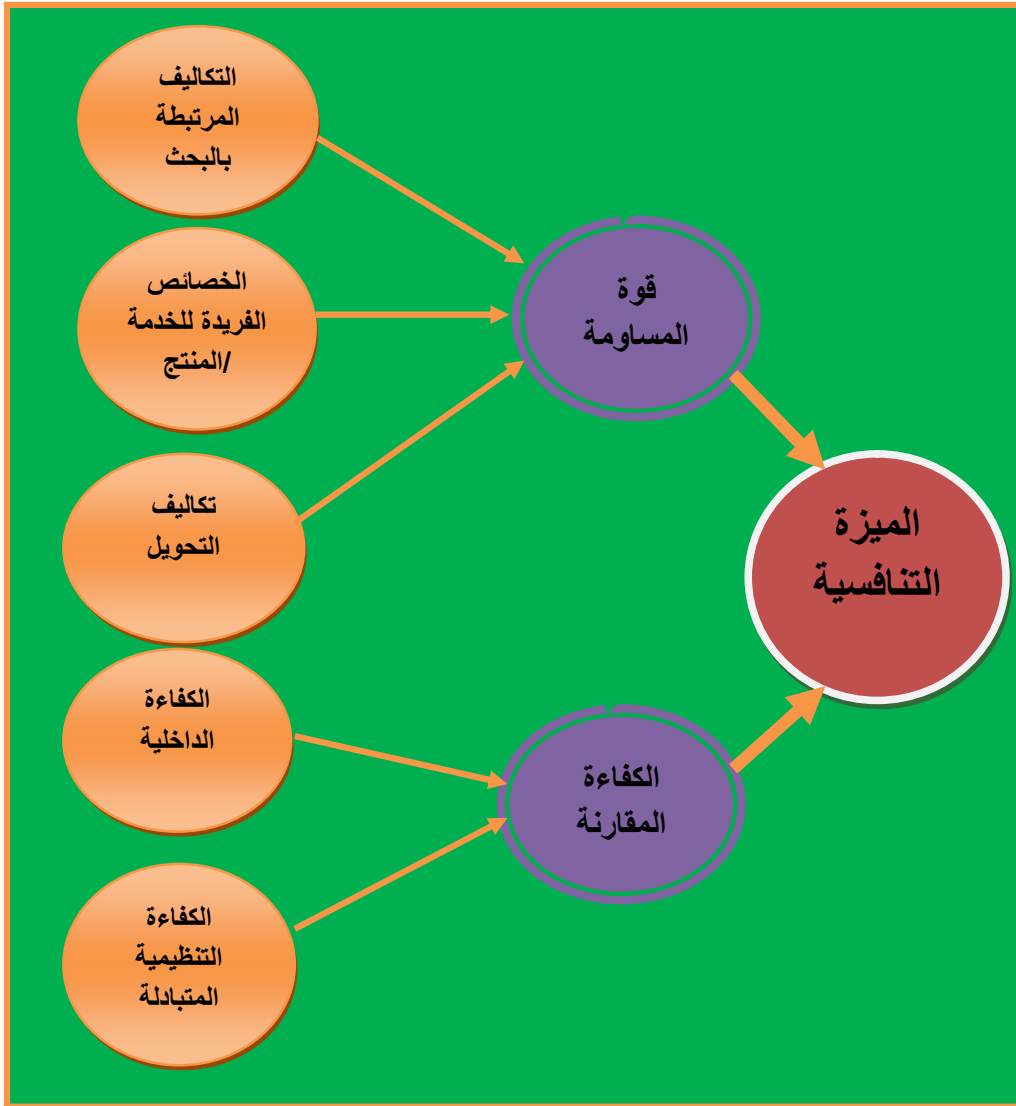 التكاليف
المرتبطة
بالبحث
الخصائص
الفريدة للخدمة
/المنتج
تكاليف
التحويل
الكفاءة
الداخلية
الكفاءة
التنظيمية
المتبادلة
قوة
المساومة
الكفاءة
المقارنة
الميزة
التنافسية